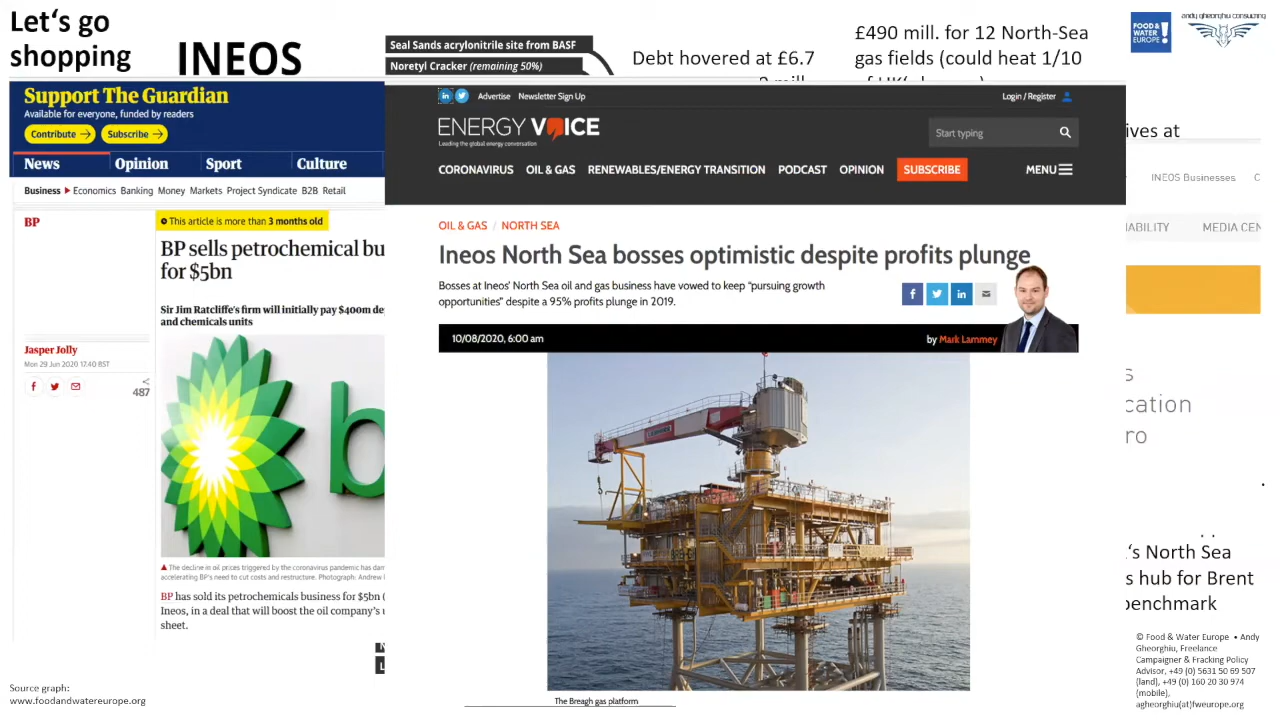 Let‘s go
shopping
INEOS
Seal Sands acrylonitrile site from BASF
Noretyl Cracker (remaining 50%)
Debt hovered at £6.7
£490 mill. for 12 North-Sea
gas fields (could heat 1/10
FOOD &
WATER
EUROPE!
andy gheorghiu consulting
Support The Guardian
Available for everyone, funded by readers
Contribute →
Subscribe →
News
Opinion
Sport
Culture
Business
Economics Banking Money Markets Project Syndicate B2B Retail
BP
This article is more than 3 months old
BP sells petrochemical bu
for $5bn
Sir Jim Ratcliffe's firm will initially pay $400m de
and chemicals units
Jasper Jolly
Mon 29 Jun 2020 17.40 BST
487
b
The decline in oil prices triggered by the coronavirus pandemic has dam
accelerating BP's need to cut costs and restructure. Photograph: Andrew
BP has sold its petrochemicals business for $5bn (
Ineos, in a deal that will boost the oil company's
sheet.
Source graph:
www.foodandwatereurope.org
Advertise
Newsletter Sign Up
Login / Register
ENERGY VOICE
Leading the global energy conversation
Start typing
CORONAVIRUS
OIL & GAS
RENEWABLES/ENERGY TRANSITION
PODCAST
OPINION
SUBSCRIBE
MENU
OIL & GAS / NORTH SEA
Ineos North Sea bosses optimistic despite profits plunge
Bosses at Ineos' North Sea oil and gas business have vowed to keep “pursuing growth
opportunities” despite a 95% profits plunge in 2019.
10/08/2020, 6:00 am
by Mark Lammey
The Breagh gas platform
ives at
INEOS Businesses
ABILITY
MEDIA CEN
cation
ro
‘s North Sea
s hub for Brent
benchmark
© Food & Water Europe • Andy
Gheorghiu, Freelance
Campaigner & Fracking Policy
Advisor, +49 (0) 5631 50 69 507
(land), +49 (0) 160 20 30 974
(mobile),
agheorghiu(at)fweurope.org